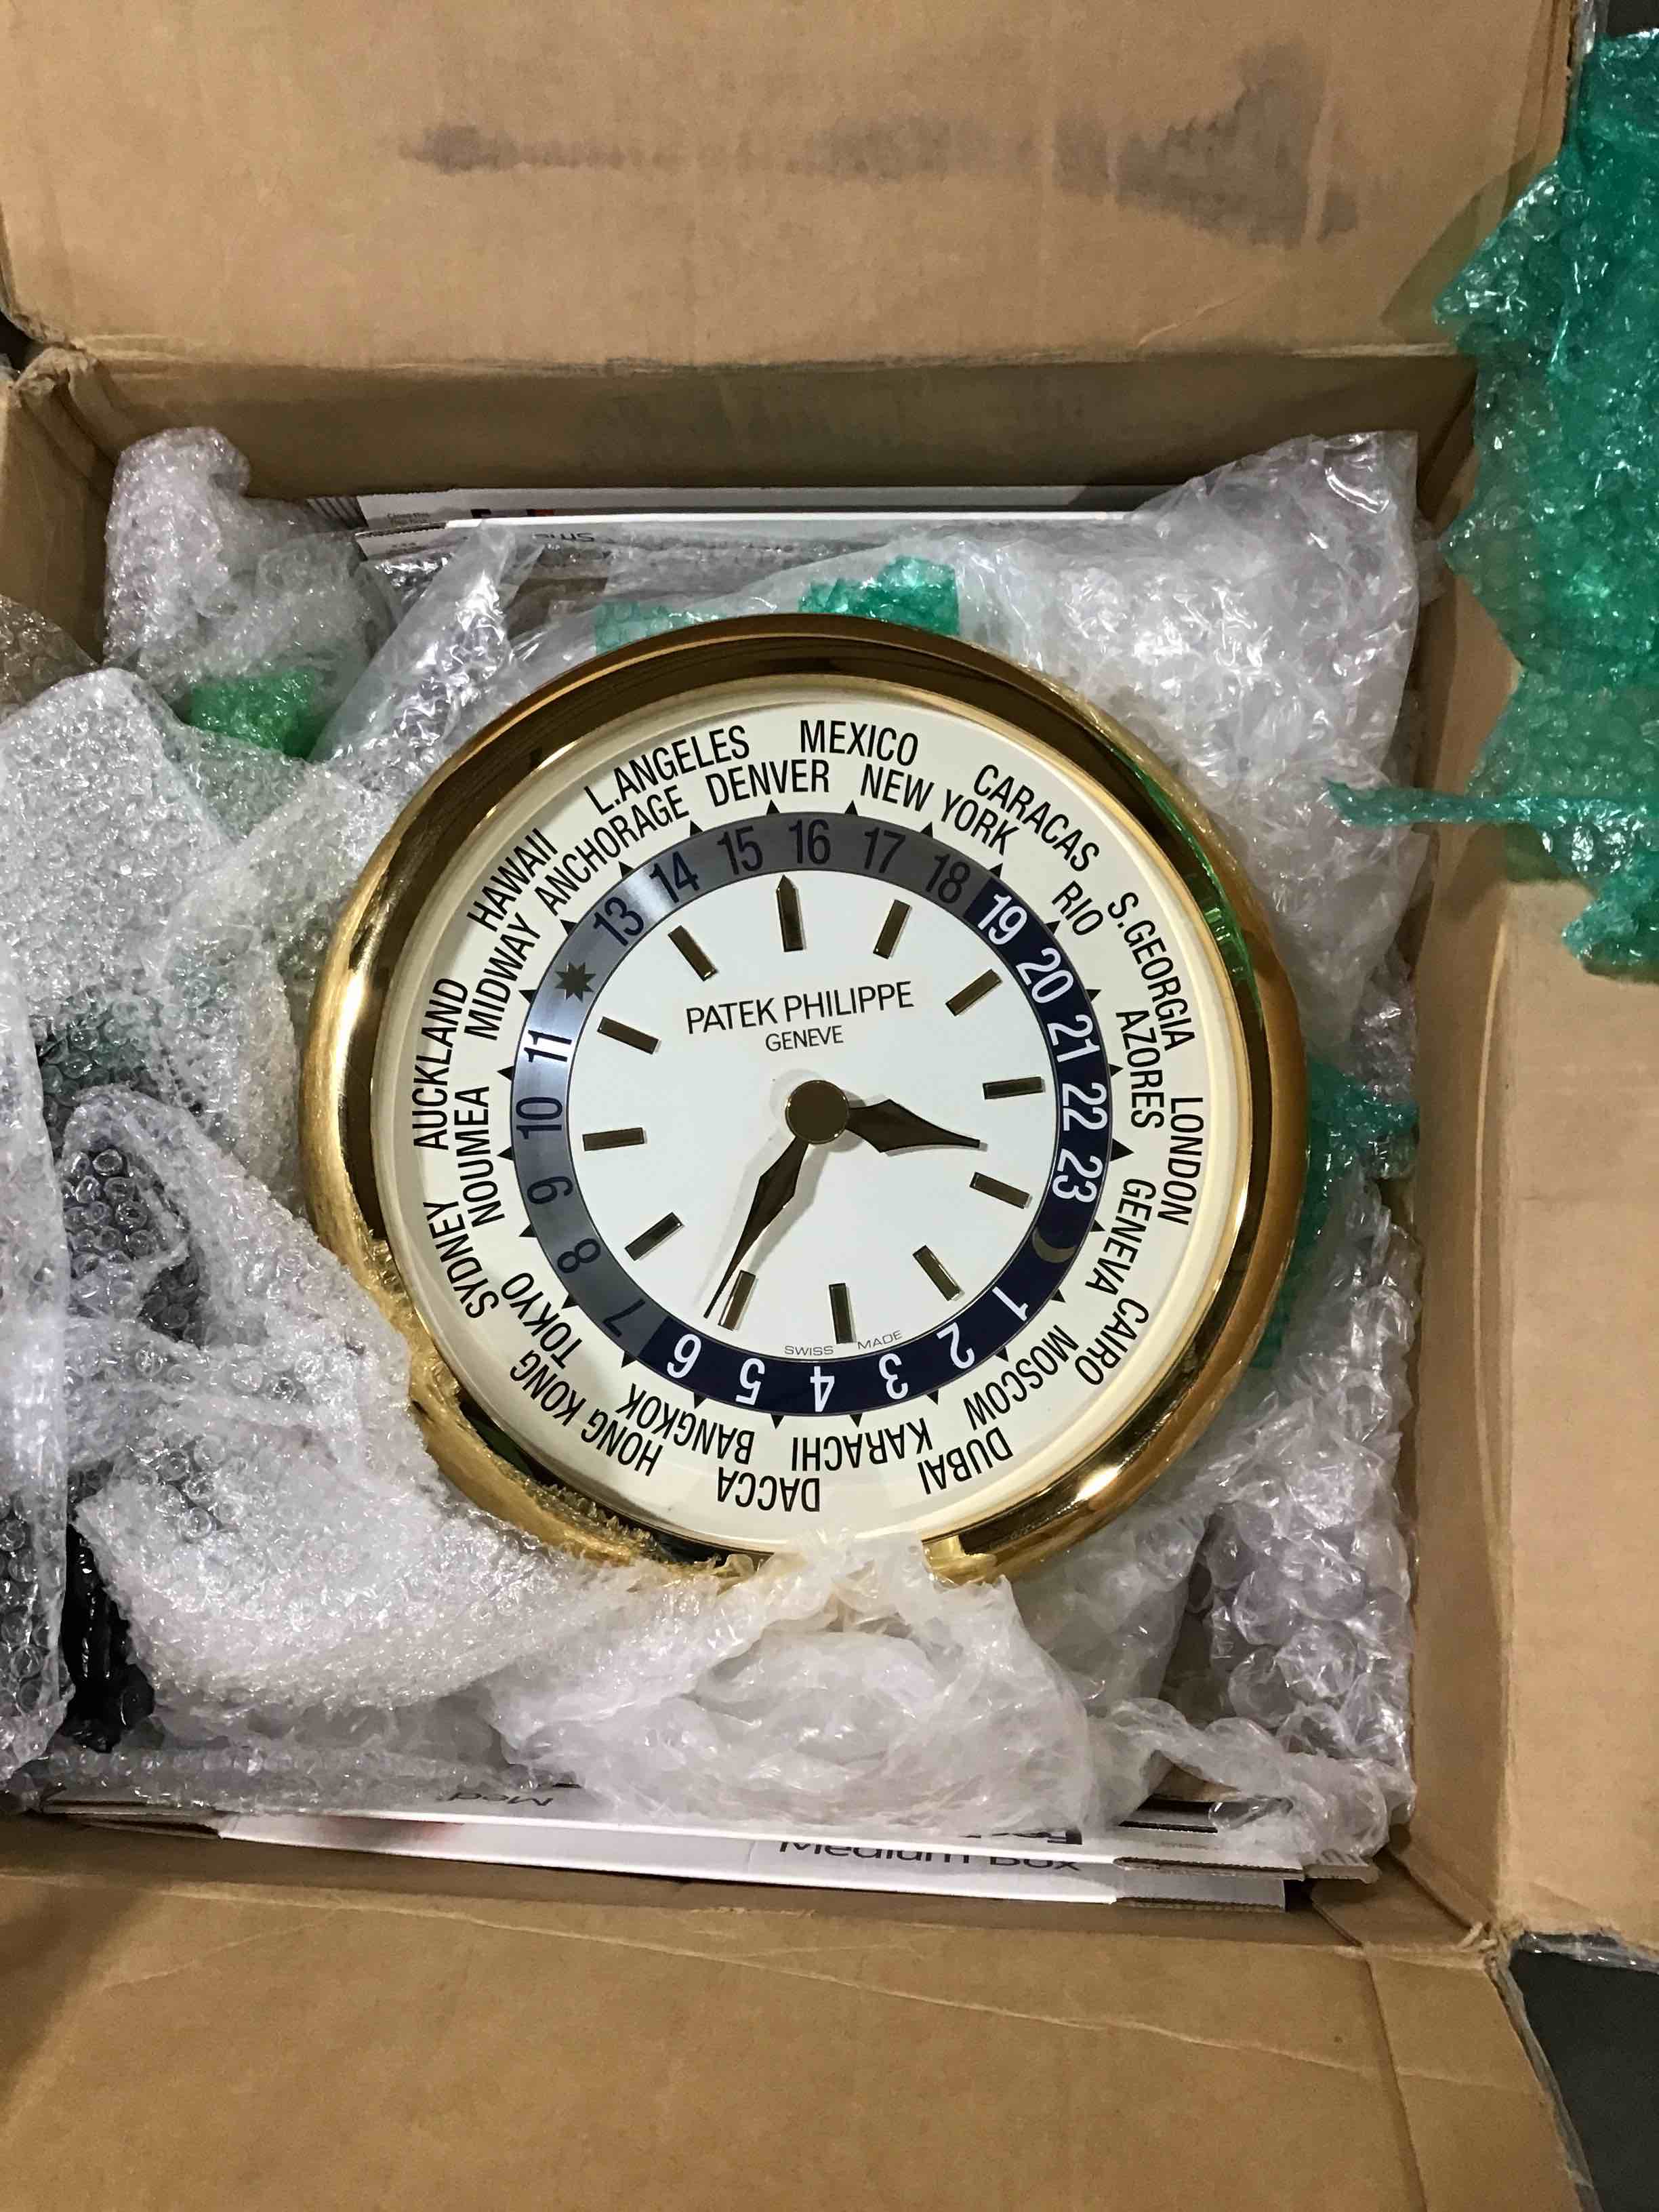 MEXICO
CARACAS
S.GEORGIA
LONDON
CAIRO
DUBAI
DACCA
HONG KONG
SYDNEY
AUCKLAND
HAWAII
L.ANGELES
DENVER
NEW YORK
RIO
AZORES
GENEVA
MOSCOW
KARACHI
BANGKOK
TOKYO
NOUMEA
MIDWAY
ANCHORAGE
13 14 15 16 17 18 19 20 21 22 23 1 2 3 4 5 6 7 8 9 10 11
PATEK PHILIPPE
GENEVE
SWISS MADE
Med
Medium Box